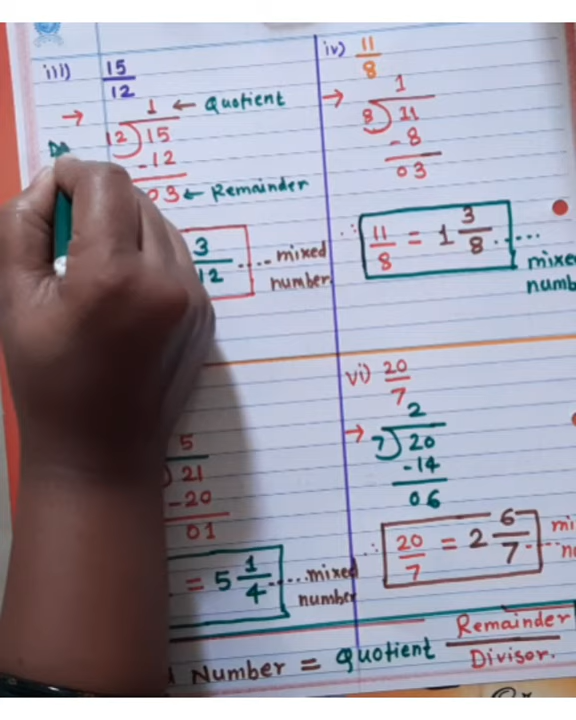 iii) 15/12
→ 1 ← Quotient
12)15
-12
03 ← Remainder
3/12 .... mixed number
iv) 11/8
→ 1
8)11
-8
03
∴ 11/8 = 1 3/8 ..... mixed numb
5
)21
-20
01
= 5 1/4 ..... mixed number
vi) 20/7
→ 2
7)20
-14
06
∴ 20/7 = 2 6/7 .....
Number = Quotient Remainder/Divisor.